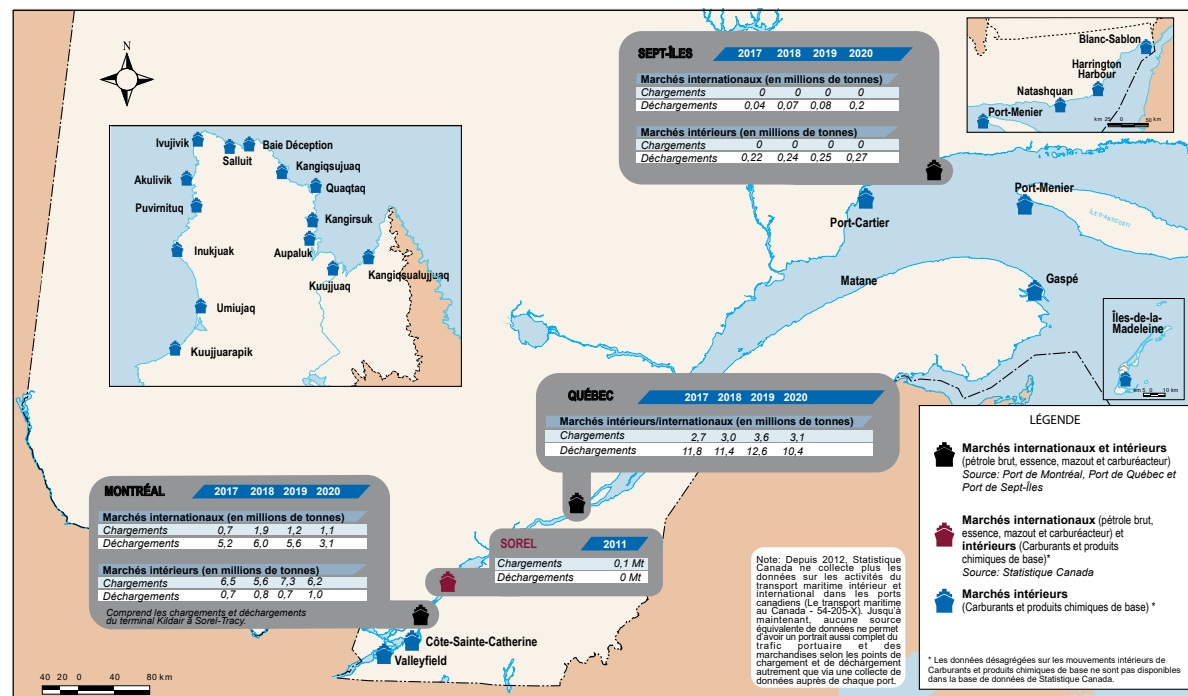 N
SEPT-ÎLES 2017 2018 2019 2020
Marchés internationaux (en millions de tonnes)
Chargements 0 0 0 0
Déchargements 0,04 0,07 0,08 0,2
Marchés intérieurs (en millions de tonnes)
Chargements 0 0 0 0
Déchargements 0,22 0,24 0,25 0,27
Blanc-Sablon
Harrington
Harbour
Natashquan
Port-Menier
km 25 0 50 km
Ivujivik
Salluit
Baie Déception
Kangiqsujuaq
Akulivik
Quaqtaq
Puvirnituq
Kangirsuk
Inukjuak
Aupaluk
Kuujjuaq
Kangiqsualujjuaq
Umiujaq
Kuujjuarapik
Port-Cartier
Port-Menier
ÎLE D'ANTICOSTI
Matane
Gaspé
Îles-de-la-
Madeleine
km 5 0 10 km
QUÉBEC 2017 2018 2019 2020
Marchés intérieurs/internationaux (en millions de tonnes)
Chargements 2,7 3,0 3,6 3,1
Déchargements 11,8 11,4 12,6 10,4
MONTRÉAL 2017 2018 2019 2020
Marchés internationaux (en millions de tonnes)
Chargements 0,7 1,9 1,2 1,1
Déchargements 5,2 6,0 5,6 3,1
Marchés intérieurs (en millions de tonnes)
Chargements 6,5 5,6 7,3 6,2
Déchargements 0,7 0,8 0,7 1,0
Comprend les chargements et déchargements
du terminal Kildair à Sorel-Tracy.
SOREL 2011
Chargements 0,1 Mt
Déchargements 0 Mt
Côte-Sainte-Catherine
Valleyfield
40 20 0 80 km
Note: Depuis 2012, Statistique
Canada ne collecte plus les
données sur les activités du
transport maritime intérieur et
international dans les ports
canadiens (Le transport maritime
au Canada - 54-205-X). Jusqu'à
maintenant, aucune source
équivalente de données ne permet
d'avoir un portrait aussi complet du
trafic portuaire et des
marchandises selon les points de
chargement et de déchargement
autrement que via une collecte de
données auprès de chaque port.
LÉGENDE
Marchés internationaux et intérieurs
(pétrole brut, essence, mazout et carburéacteur)
Source: Port de Montréal, Port de Québec et
Port de Sept-Îles
Marchés internationaux (pétrole brut,
essence, mazout et carburéacteur) et
intérieurs (Carburants et produits
chimiques de base)*
Source: Statistique Canada
Marchés intérieurs
(Carburants et produits chimiques de base) *
* Les données désagrégées sur les mouvements intérieurs de
Carburants et produits chimiques de base ne sont pas disponibles
dans la base de données de Statistique Canada.